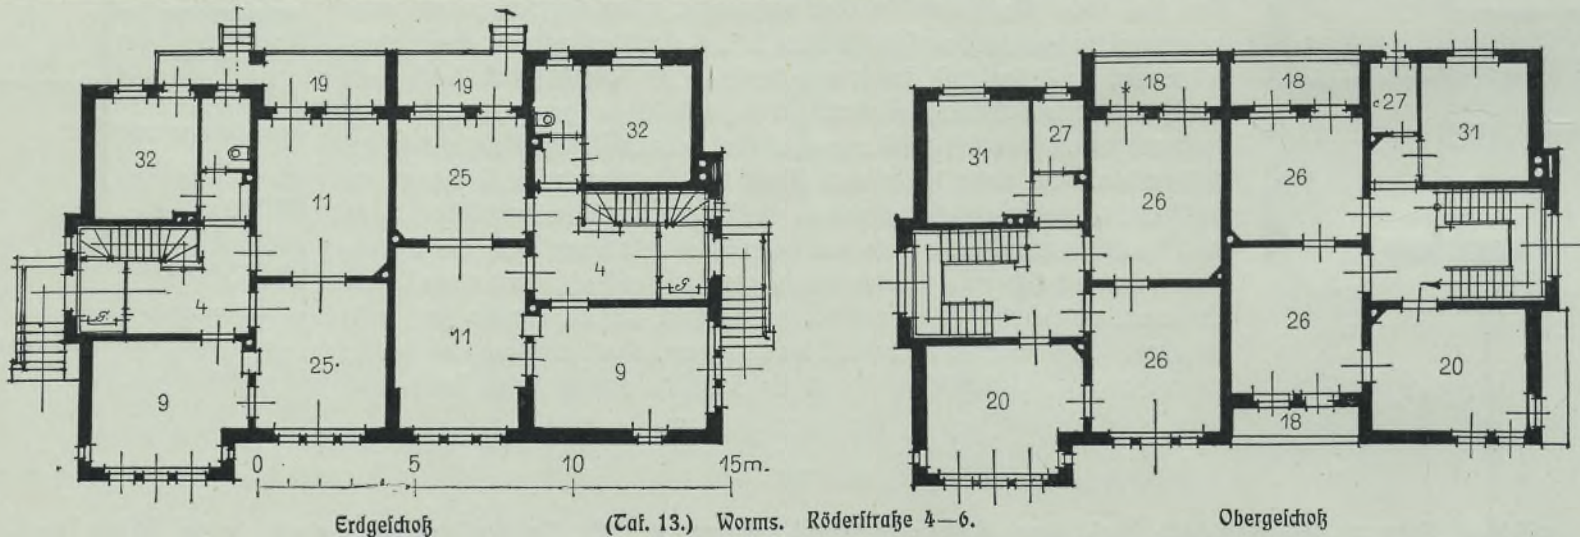 19 19 18 18
32 32 31 27 27 31
11 25 26 26
4 4
9 25. 11 9 20 26 26 20
18
0 5 10 15m.
Erdgeschoß (Taf. 13.) Worms. Röderstraße 4—6. Obergeschoß